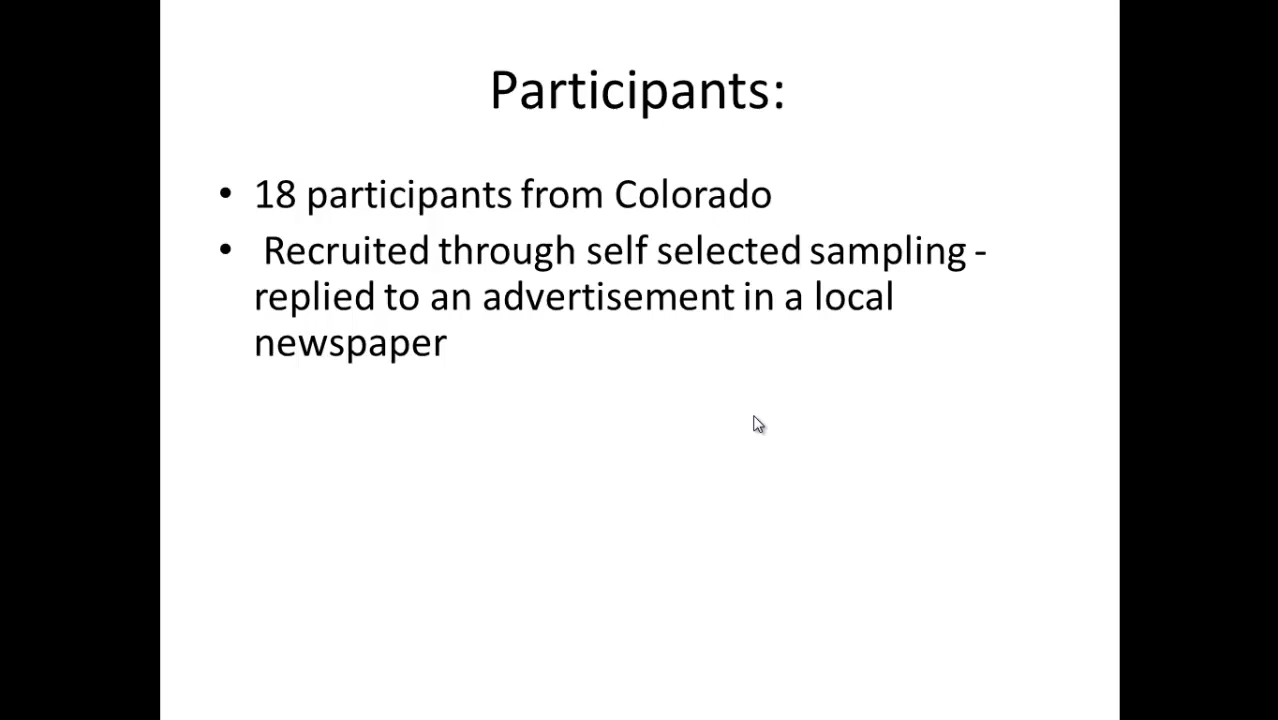 Participants:
• 18 participants from Colorado
• Recruited through self selected sampling -
replied to an advertisement in a local
newspaper